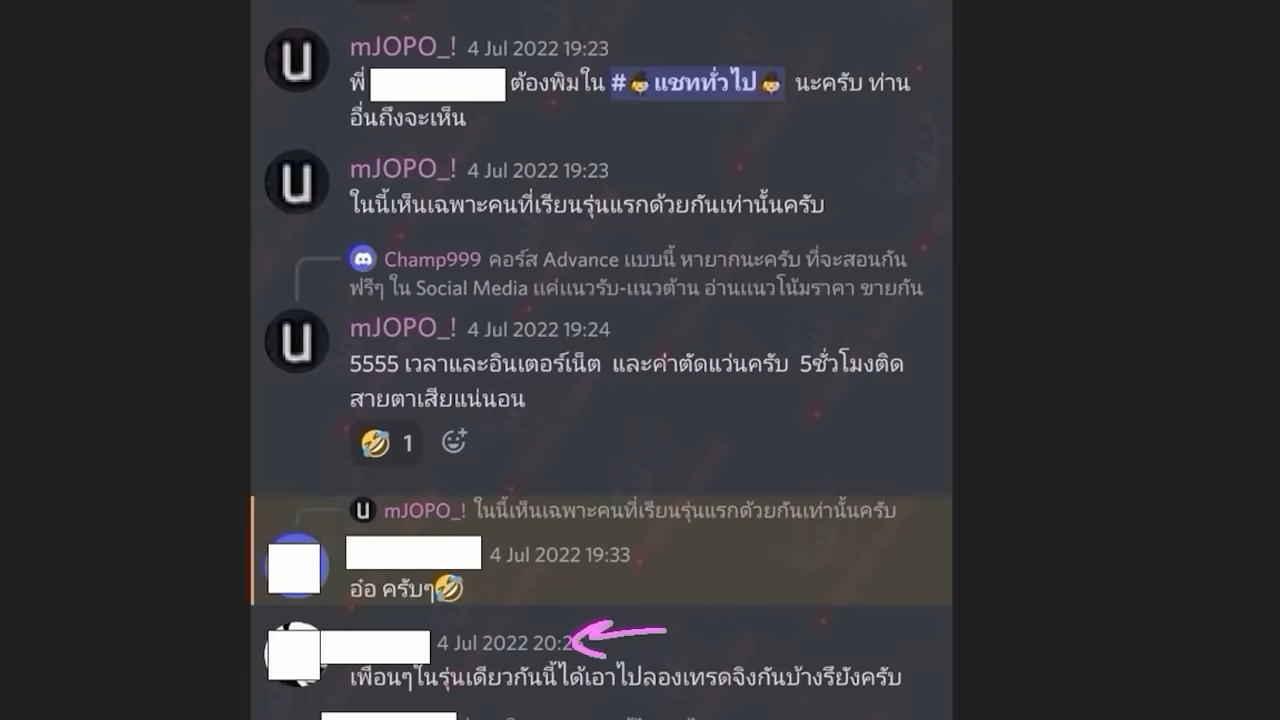 mJOPO_! 4 Jul 2022 19:23
พี่ ต้องพิมใน #แชททั่วไป นะครับ ท่าน
อื่นถึงจะเห็น
mJOPO_! 4 Jul 2022 19:23
ในนี้เห็นเฉพาะคนที่เรียนรุ่นแรกด้วยกันเท่านั้นครับ
Champ999 คอร์ส Advance แบบนี้ หายากนะครับ ที่จะสอนกัน
ฟรีๆ ใน Social Media แค่แนวรับ-แนวต้าน อ่านแนวโน้มราคา ขายกัน
mJOPO_! 4 Jul 2022 19:24
5555 เวลาและอินเตอร์เน็ต และค่าตัดแว่นครับ 5ชั่วโมงติด
สายตาเสียแน่นอน
🤣 1
mJOPO_! ในนี้เห็นเฉพาะคนที่เรียนรุ่นแรกด้วยกันเท่านั้นครับ
4 Jul 2022 19:33
อ๋อ ครับๆ🤣
4 Jul 2022
เพื่อนๆในรุ่นเดียวกันนี้ได้เอาไปลองเทรดจิงกันบ้างรึยังครับ